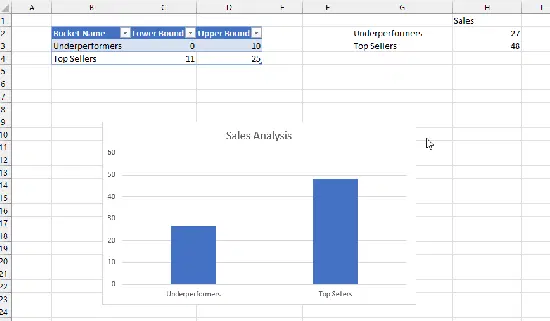 A B C D E F G H I
1 Sales
2 Bucket Name Lower Bound Upper Bound Underperformers 27
3 Underperformers 0 10 Top Sellers 48
4 Top Sellers 11 25
5
6
7
8
9
10 Sales Analysis
11
12 60
13 50
14
15 40
16
17 30
18
19 20
20
21 10
22
23 0
Underperformers Top Sellers
24